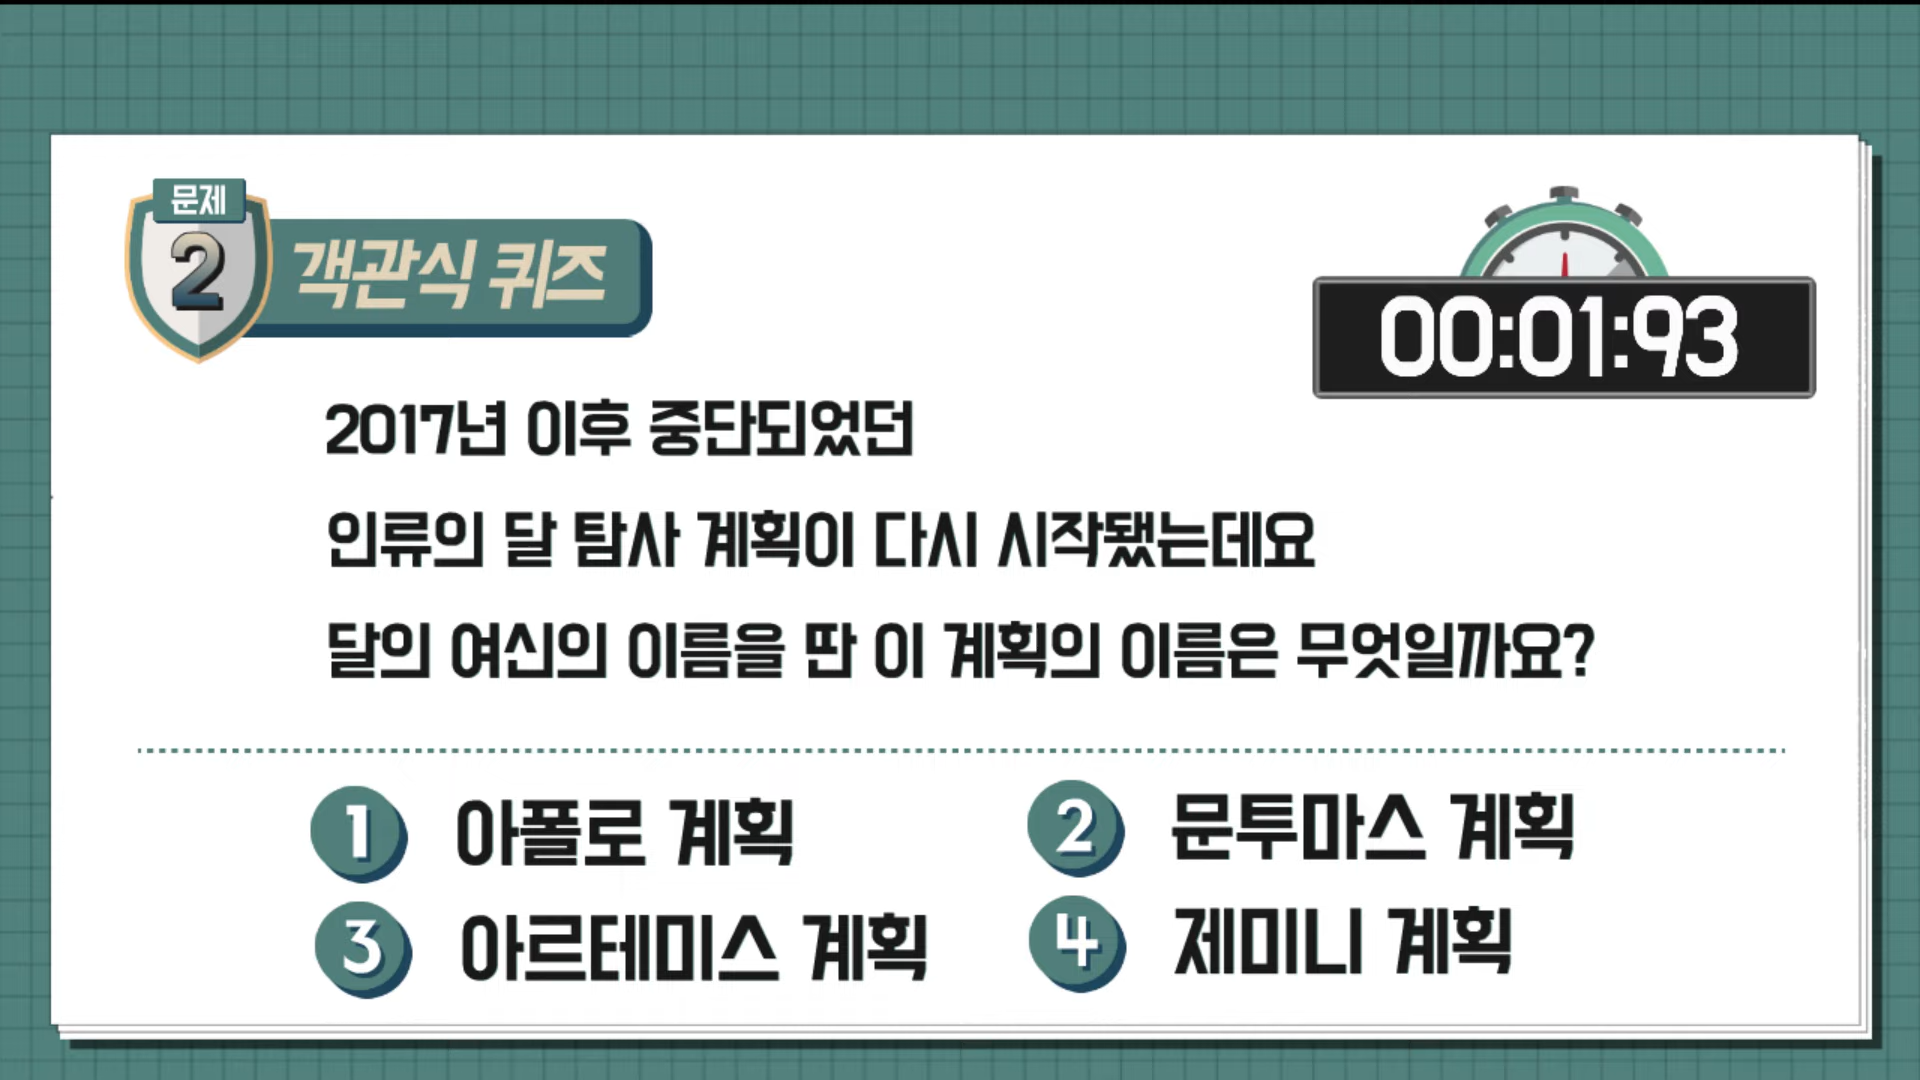 문제
2
객관식 퀴즈
00:01:93
2017년 이후 중단되었던
인류의 달 탐사 계획이 다시 시작됐는데요
달의 여신의 이름을 딴 이 계획의 이름은 무엇일까요?
1 아폴로 계획
2 문투마스 계획
3 아르테미스 계획
4 제미니 계획